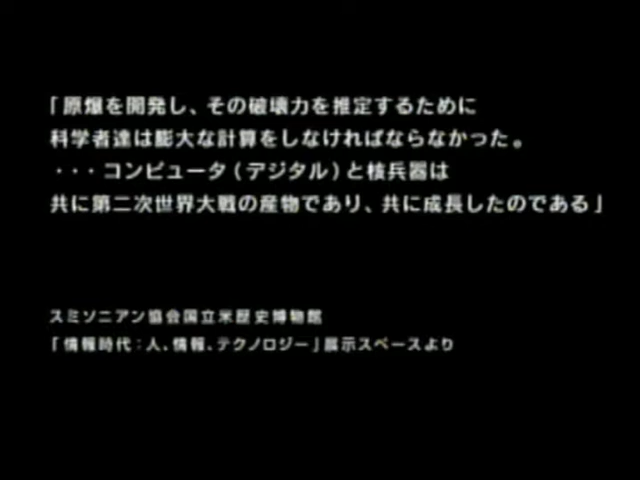 「原爆を開発し、その破壊力を推定するために
科学者達は膨大な計算をしなければならなかった。
・・・コンピュータ（デジタル）と核兵器は
共に第二次世界大戦の産物であり、共に成長したのである」
スミソニアン協会国立米歴史博物館
「情報時代：人、情報、テクノロジー」展示スペースより